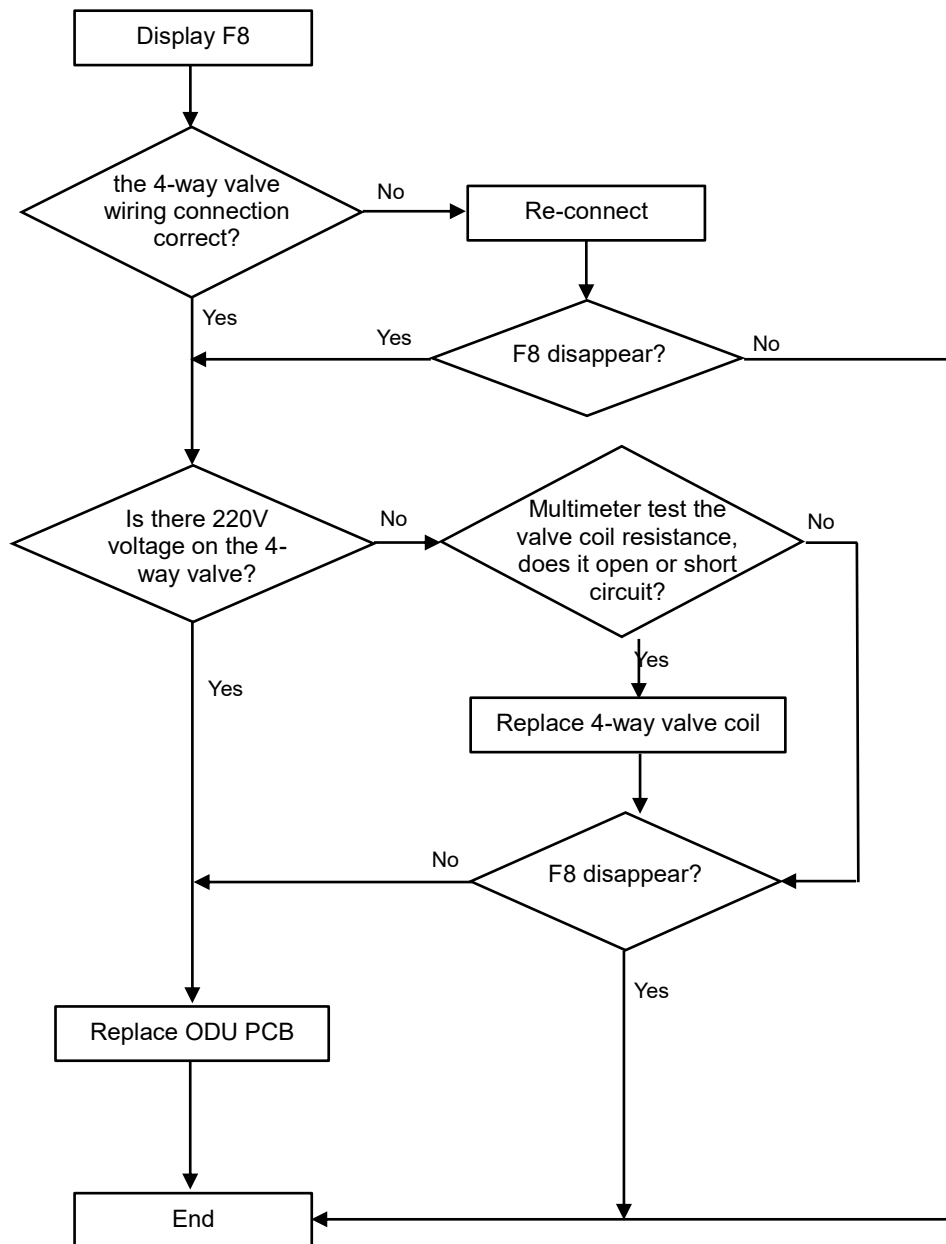 Display F8
the 4-way valve
wiring connection
correct?
No
Re-connect
Yes
Yes
F8 disappear?
No
Is there 220V
voltage on the 4-
way valve?
No
Multimeter test the
valve coil resistance,
does it open or short
circuit?
No
Yes
Yes
Replace 4-way valve coil
No
F8 disappear?
Yes
Replace ODU PCB
End